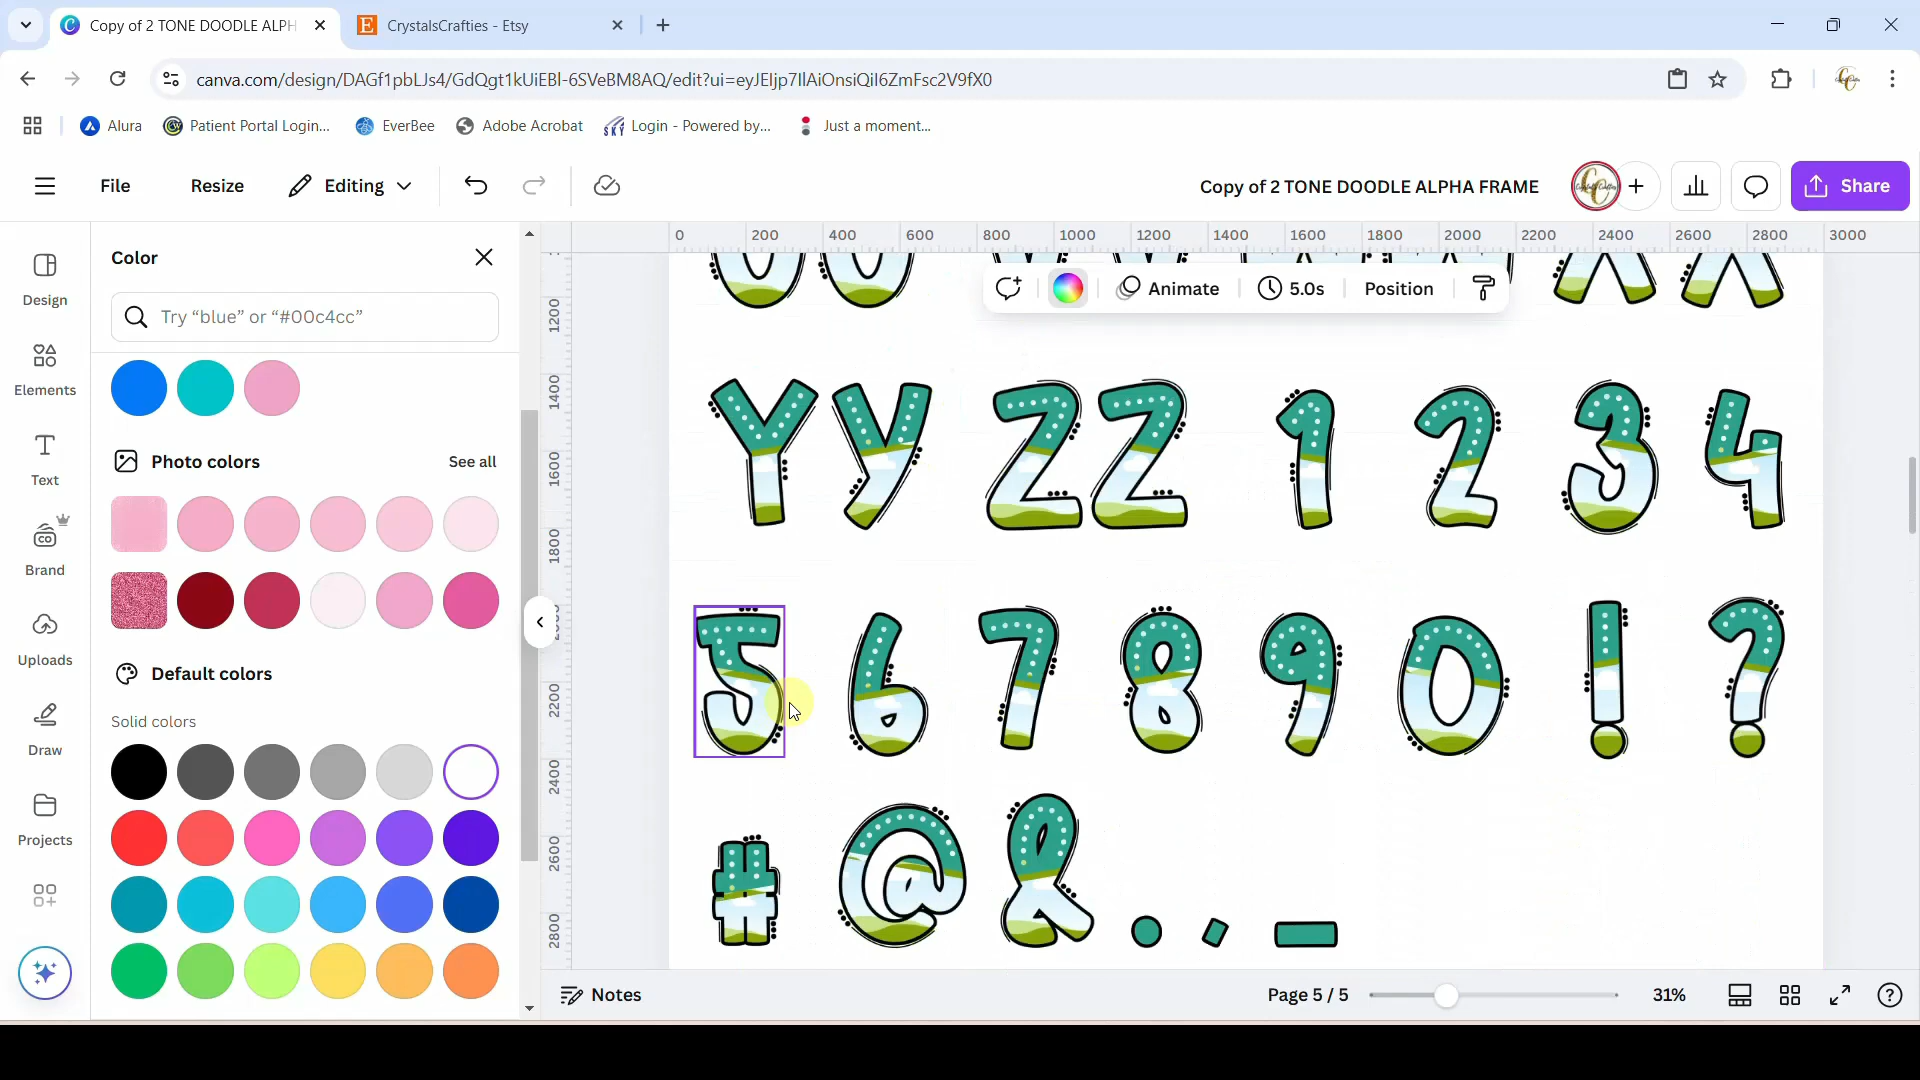 Copy of 2 TONE DOODLE ALPH
CrystalsCrafties - Etsy
canva.com/design/DAGf1pbLJs4/GdQgt1kUiEBI-6SVeBM8AQ/edit?ui=eyJEIjp7IlAiOnsiQiI6ZmFsc2V9fX0
Alura
Patient Portal Login...
EverBee
Adobe Acrobat
SKY
Login - Powered by...
Just a moment...
File
Resize
Editing
Copy of 2 TONE DOODLE ALPHA FRAME
Share
Design
Elements
Text
Brand
Uploads
Draw
Projects
Color
Try “blue” or “#00c4cc”
Photo colors
See all
Default colors
Solid colors
0 200 400 600 800 1000 1200 1400 1600 1800 2000 2200 2400 2600 2800 3000
1200
1400
1600
1800
2200
2400
2600
2800
Animate
5.0s
Position
Y y Z Z 1 2 3 4
5 6 7 8 9 0 ! ?
# @ & . , -
Notes
Page 5 / 5
31%